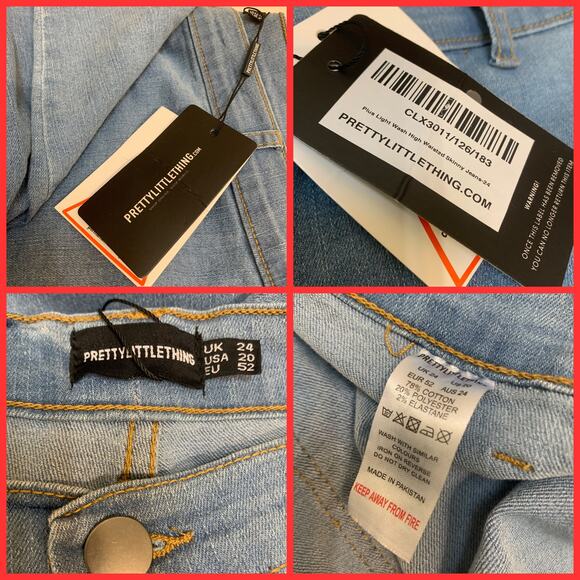 PRETTYLITTLETHING
PRETTYLITTLETHING.COM
CLX3011/126/183
Plus Light Wash High Waisted Skinny Jeans-24
PRETTYLITTLETHING.COM
WARNING!
ONCE THIS LABEL HAS BEEN REMOVED
YOU CAN NO LONGER RETURN THIS ITEM
PRETTYLITTLETHING
UK 24
USA 20
EU 52
EUR 52 AUS 24
78% COTTON
20% POLYESTER
2% ELASTANE
WASH WITH SIMILAR
COLOURS
IRON ON REVERSE
DO NOT DRY CLEAN
MADE IN PAKISTAN
KEEP AWAY FROM FIRE